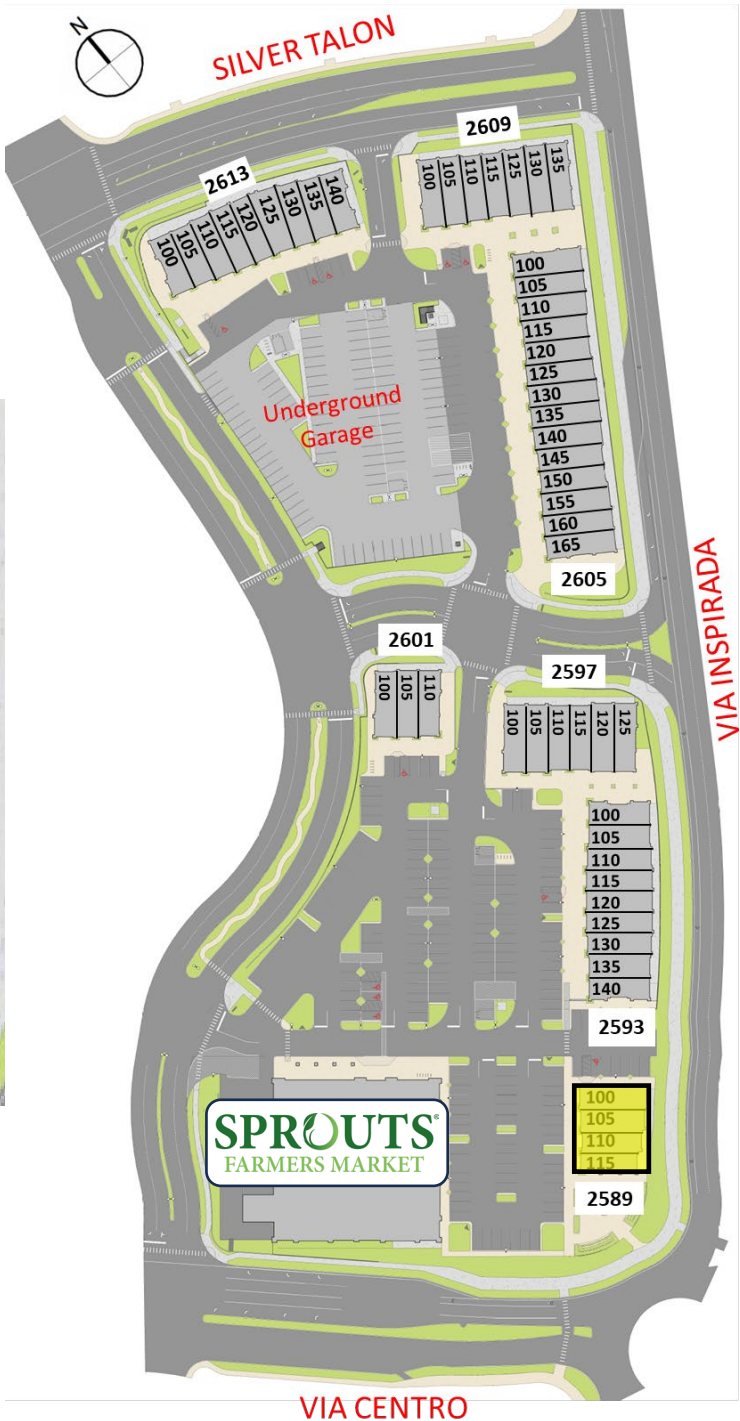 N
SILVER TALON
2609
100 105 110 115 125 130 135
2613
100 105 110 115 120 125 130 135 140
100
105
110
115
120
125
130
135
140
145
150
155
160
165
2605
Underground
Garage
VIA INSPIRADA
2601
100 105 110
2597
100 105 110 115 120 125
100
105
110
115
120
125
130
135
140
2593
SPROUTS®
FARMERS MARKET
100
105
110
115
2589
VIA CENTRO